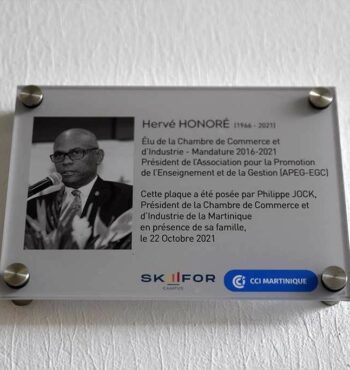 Hervé HONORÉ (1966 - 2021)
Élu de la Chambre de Commerce et
d'Industrie - Mandature 2016-2021
Président de l'Association pour la Promotion
de l'Enseignement et de la Gestion (APEG-EGC)
Cette plaque a été posée par Philippe JOCK,
Président de la Chambre de Commerce et
d'Industrie de la Martinique
en présence de sa famille,
le 22 Octobre 2021
SKILLFOR
CAMPUS
CCI MARTINIQUE